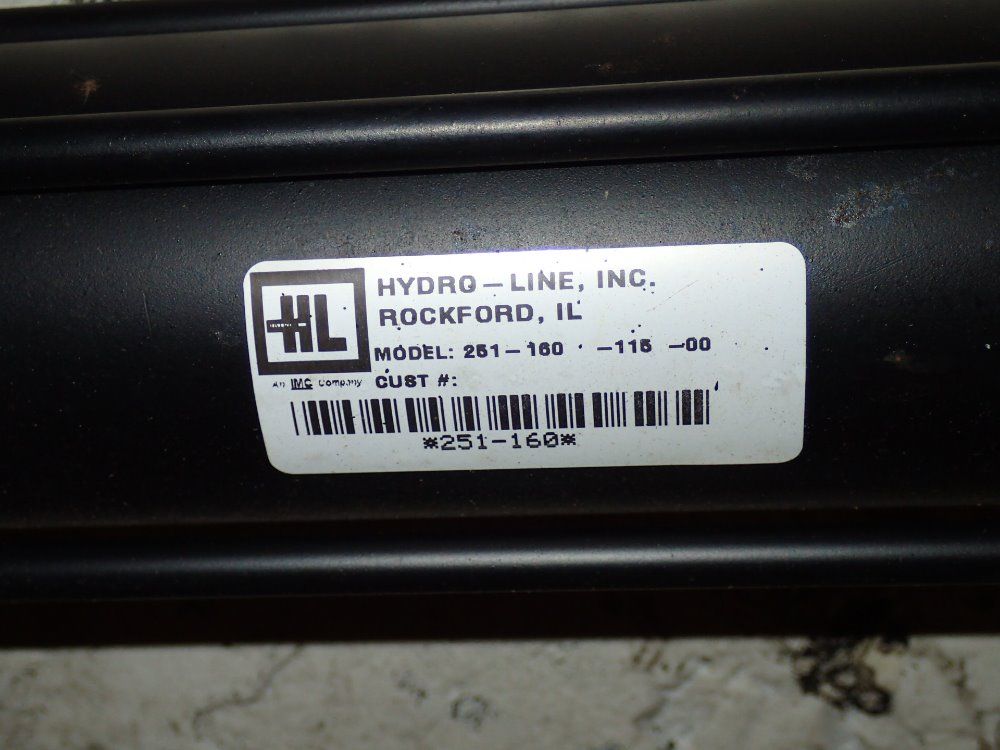 HL
HYDRO-LINE, INC.
ROCKFORD, IL
MODEL: 251-160 -115 -00
An IMC Company
CUST #:
*251-160*